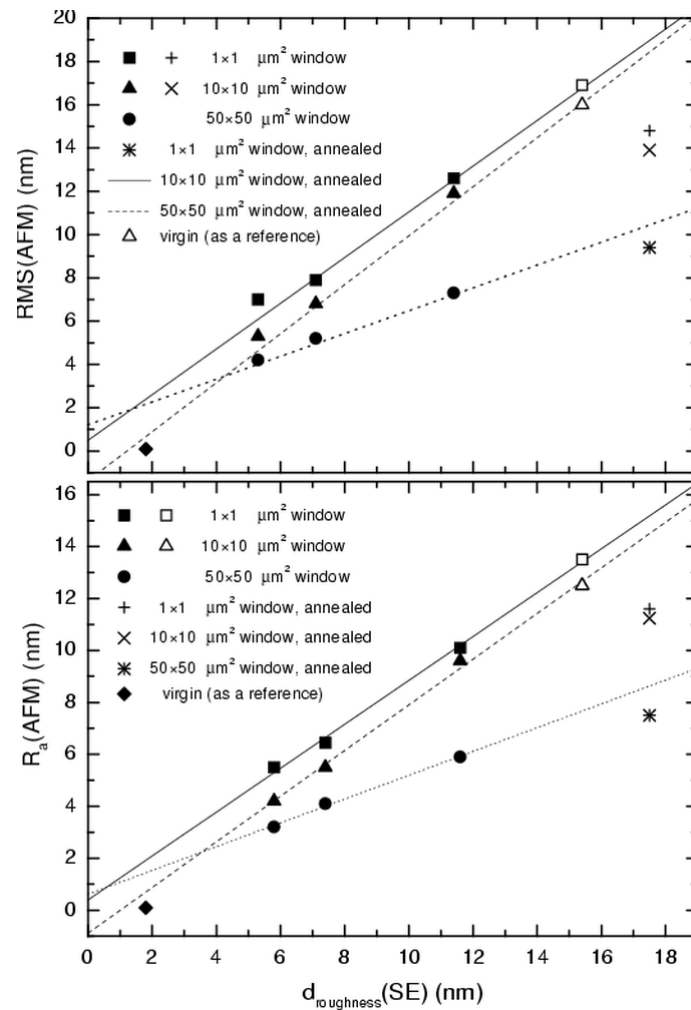 20
18
16
14
12
10
8
6
4
2
0
RMS(AFM) (nm)
1×1 μm² window
10×10 μm² window
50×50 μm² window
1×1 μm² window, annealed
10×10 μm² window, annealed
50×50 μm² window, annealed
virgin (as a reference)
16
14
12
10
8
6
4
2
0
R_a(AFM) (nm)
1×1 μm² window
10×10 μm² window
50×50 μm² window
1×1 μm² window, annealed
10×10 μm² window, annealed
50×50 μm² window, annealed
virgin (as a reference)
0 2 4 6 8 10 12 14 16 18
d_roughness(SE) (nm)